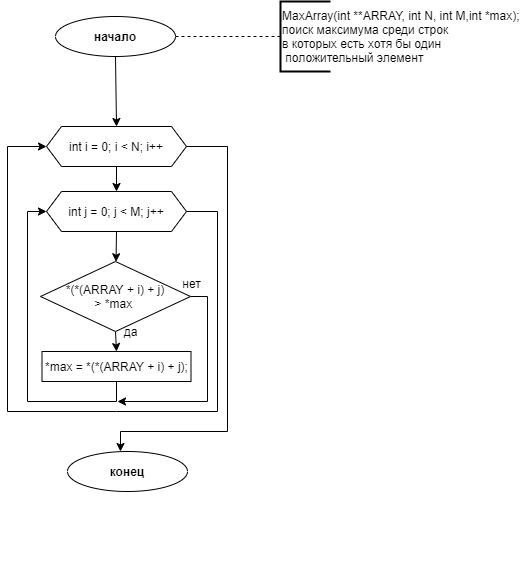 начало
MaxArray(int **ARRAY, int N, int M,int *max);
поиск максимума среди строк
в которых есть хотя бы один
положительный элемент
int i = 0; i < N; i++
int j = 0; j < M; j++
*(*(ARRAY + i) + j)
> *max
нет
да
*max = *(*(ARRAY + i) + j);
конец